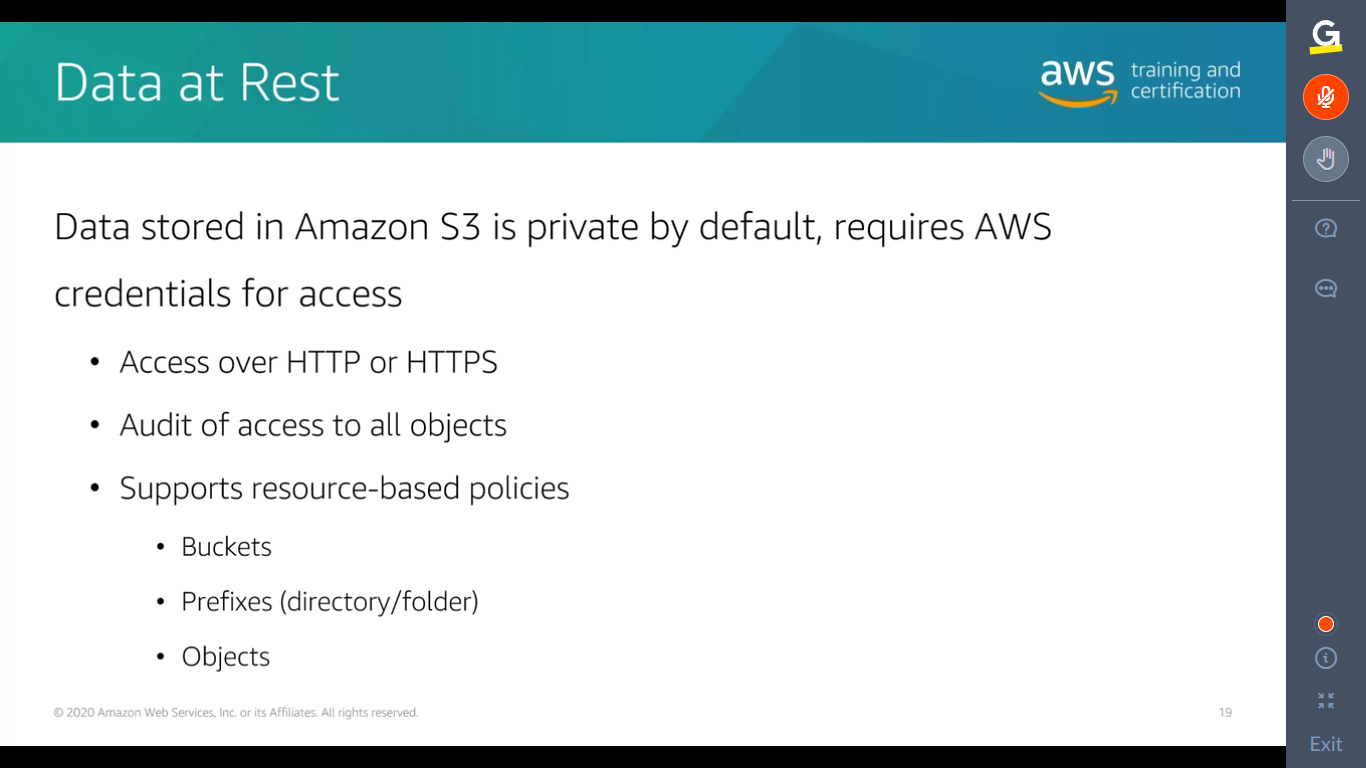 Data at Rest
aws training and
certification
Data stored in Amazon S3 is private by default, requires AWS
credentials for access
• Access over HTTP or HTTPS
• Audit of access to all objects
• Supports resource-based policies
• Buckets
• Prefixes (directory/folder)
• Objects
© 2020 Amazon Web Services, Inc. or its Affiliates. All rights reserved.
19
G
Exit